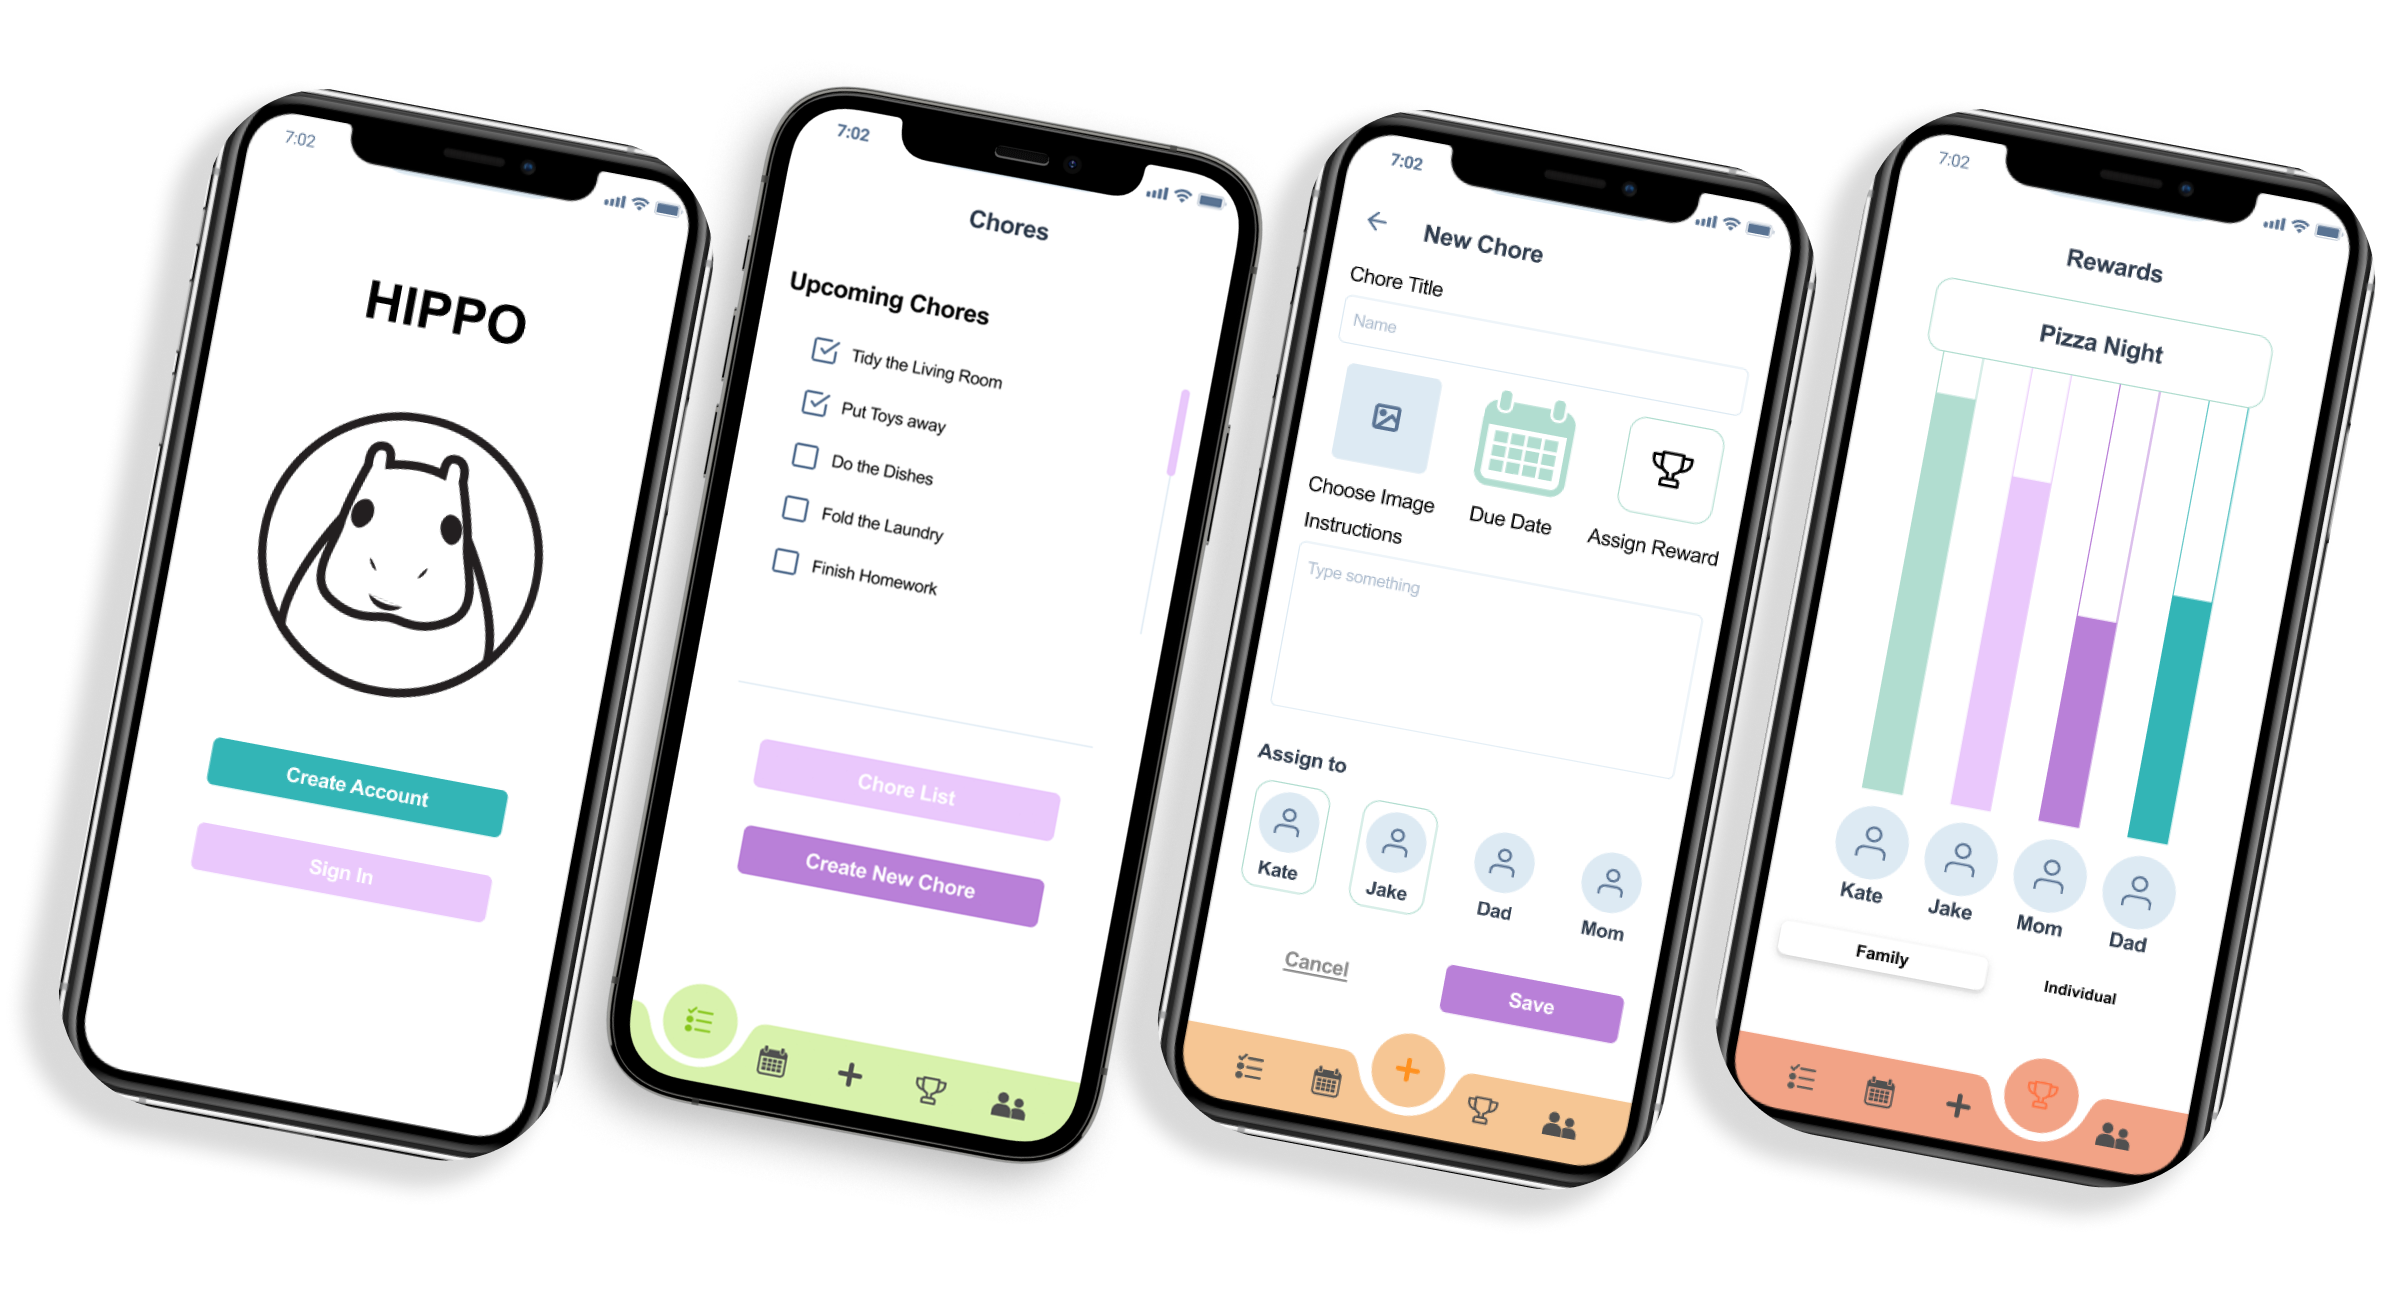 7:02
HIPPO
Create Account
Sign In
7:02
Chores
Upcoming Chores
Tidy the Living Room
Put Toys away
Do the Dishes
Fold the Laundry
Finish Homework
Chore List
Create New Chore
7:02
New Chore
Chore Title
Name
Choose Image
Due Date
Assign Reward
Instructions
Type something
Assign to
Kate
Jake
Dad
Mom
Cancel
Save
7:02
Rewards
Pizza Night
Kate
Jake
Mom
Dad
Family
Individual